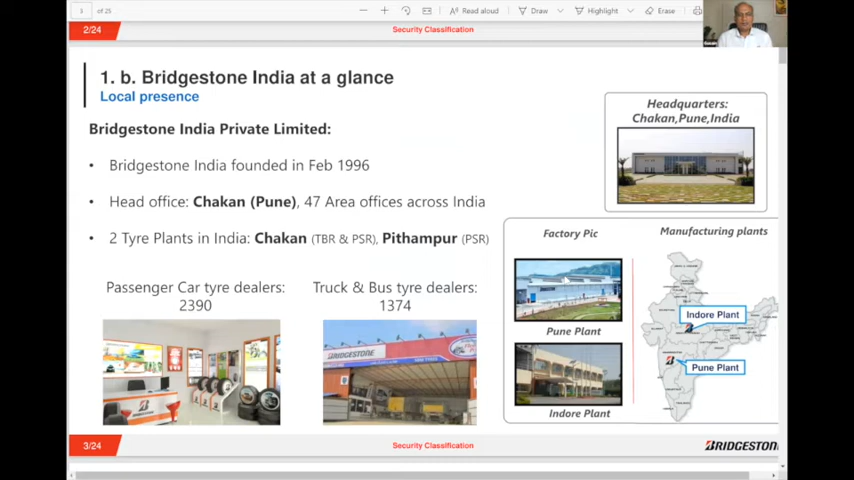 3 of 25
Read aloud
Draw
Highlight
Erase
2/24
Security Classification
1. b. Bridgestone India at a glance
Local presence
Bridgestone India Private Limited:
• Bridgestone India founded in Feb 1996
• Head office: Chakan (Pune), 47 Area offices across India
• 2 Tyre Plants in India: Chakan (TBR & PSR), Pithampur (PSR)
Passenger Car tyre dealers:
2390
Truck & Bus tyre dealers:
1374
BRIDGESTONE
Headquarters:
Chakan,Pune,India
Factory Pic
Manufacturing plants
Pune Plant
Indore Plant
Indore Plant
Pune Plant
3/24
Security Classification
BRIDGESTON